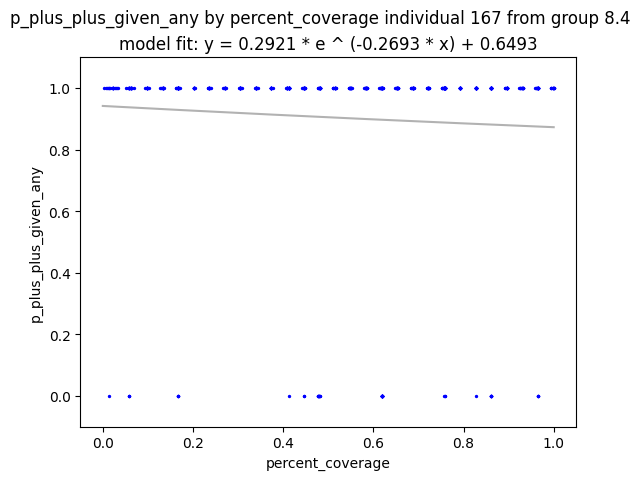 p_plus_plus_given_any by percent_coverage individual 167 from group 8.4
model fit: y = 0.2921 * e ^ (-0.2693 * x) + 0.6493
1.0
0.8
0.6
0.4
0.2
0.0
p_plus_plus_given_any
0.0 0.2 0.4 0.6 0.8 1.0
percent_coverage